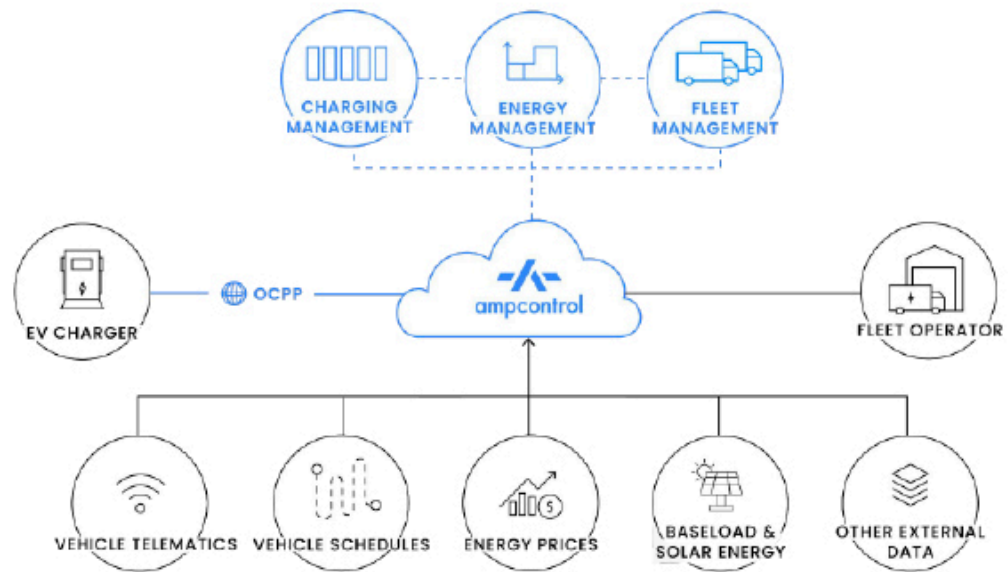 CHARGING
MANAGEMENT
ENERGY
MANAGEMENT
FLEET
MANAGEMENT
EV CHARGER
OCPP
ampcontrol
FLEET OPERATOR
VEHICLE TELEMATICS
VEHICLE SCHEDULES
$
ENERGY PRICES
BASELOAD &
SOLAR ENERGY
OTHER EXTERNAL
DATA